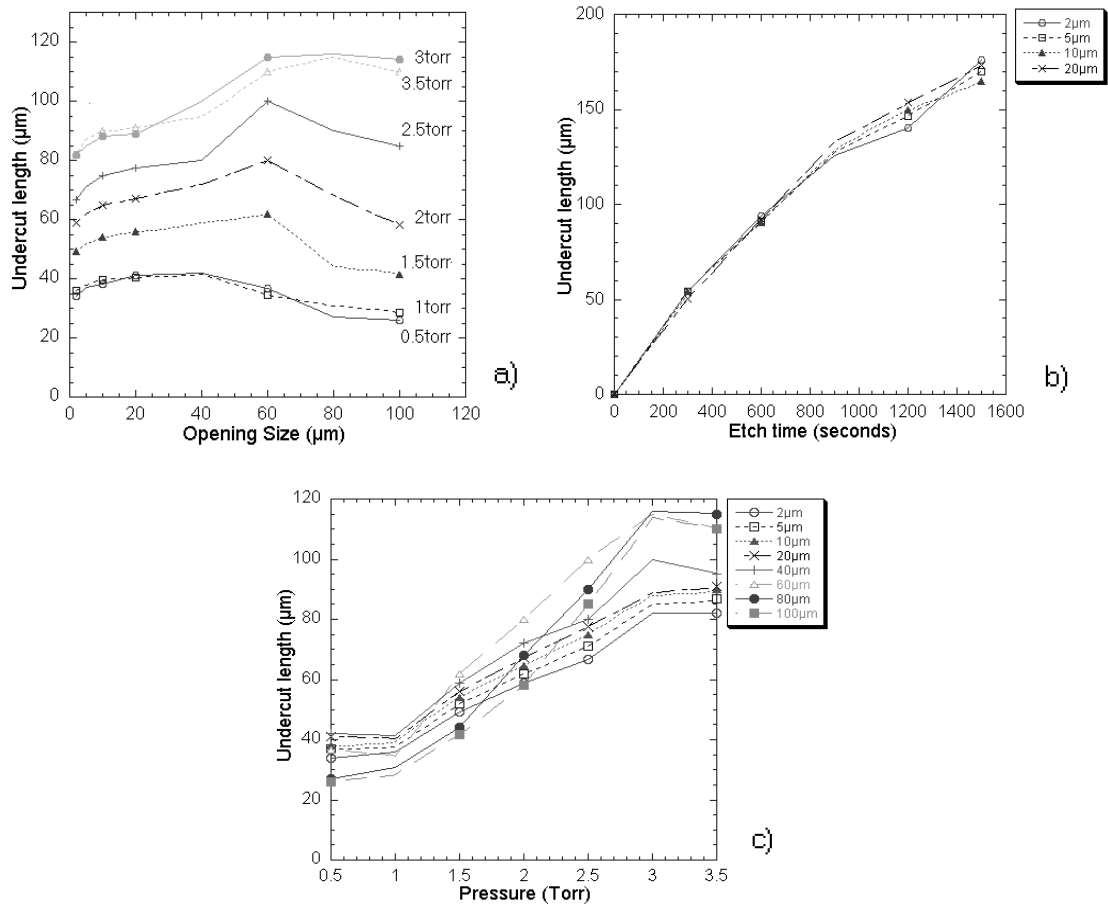 120
100
80
60
40
20
0
Undercut length (µm)
0 20 40 60 80 100 120
Opening Size (µm)
3torr
3.5torr
2.5torr
2torr
1.5torr
1torr
0.5torr
a)
200
150
100
50
0
Undercut length (µm)
0 200 400 600 800 1000 1200 1400 1600
Etch time (seconds)
2µm
5µm
10µm
20µm
b)
120
100
80
60
40
20
0
Undercut length (µm)
0.5 1 1.5 2 2.5 3 3.5
Pressure (Torr)
2µm
5µm
10µm
20µm
40µm
60µm
80µm
100µm
c)